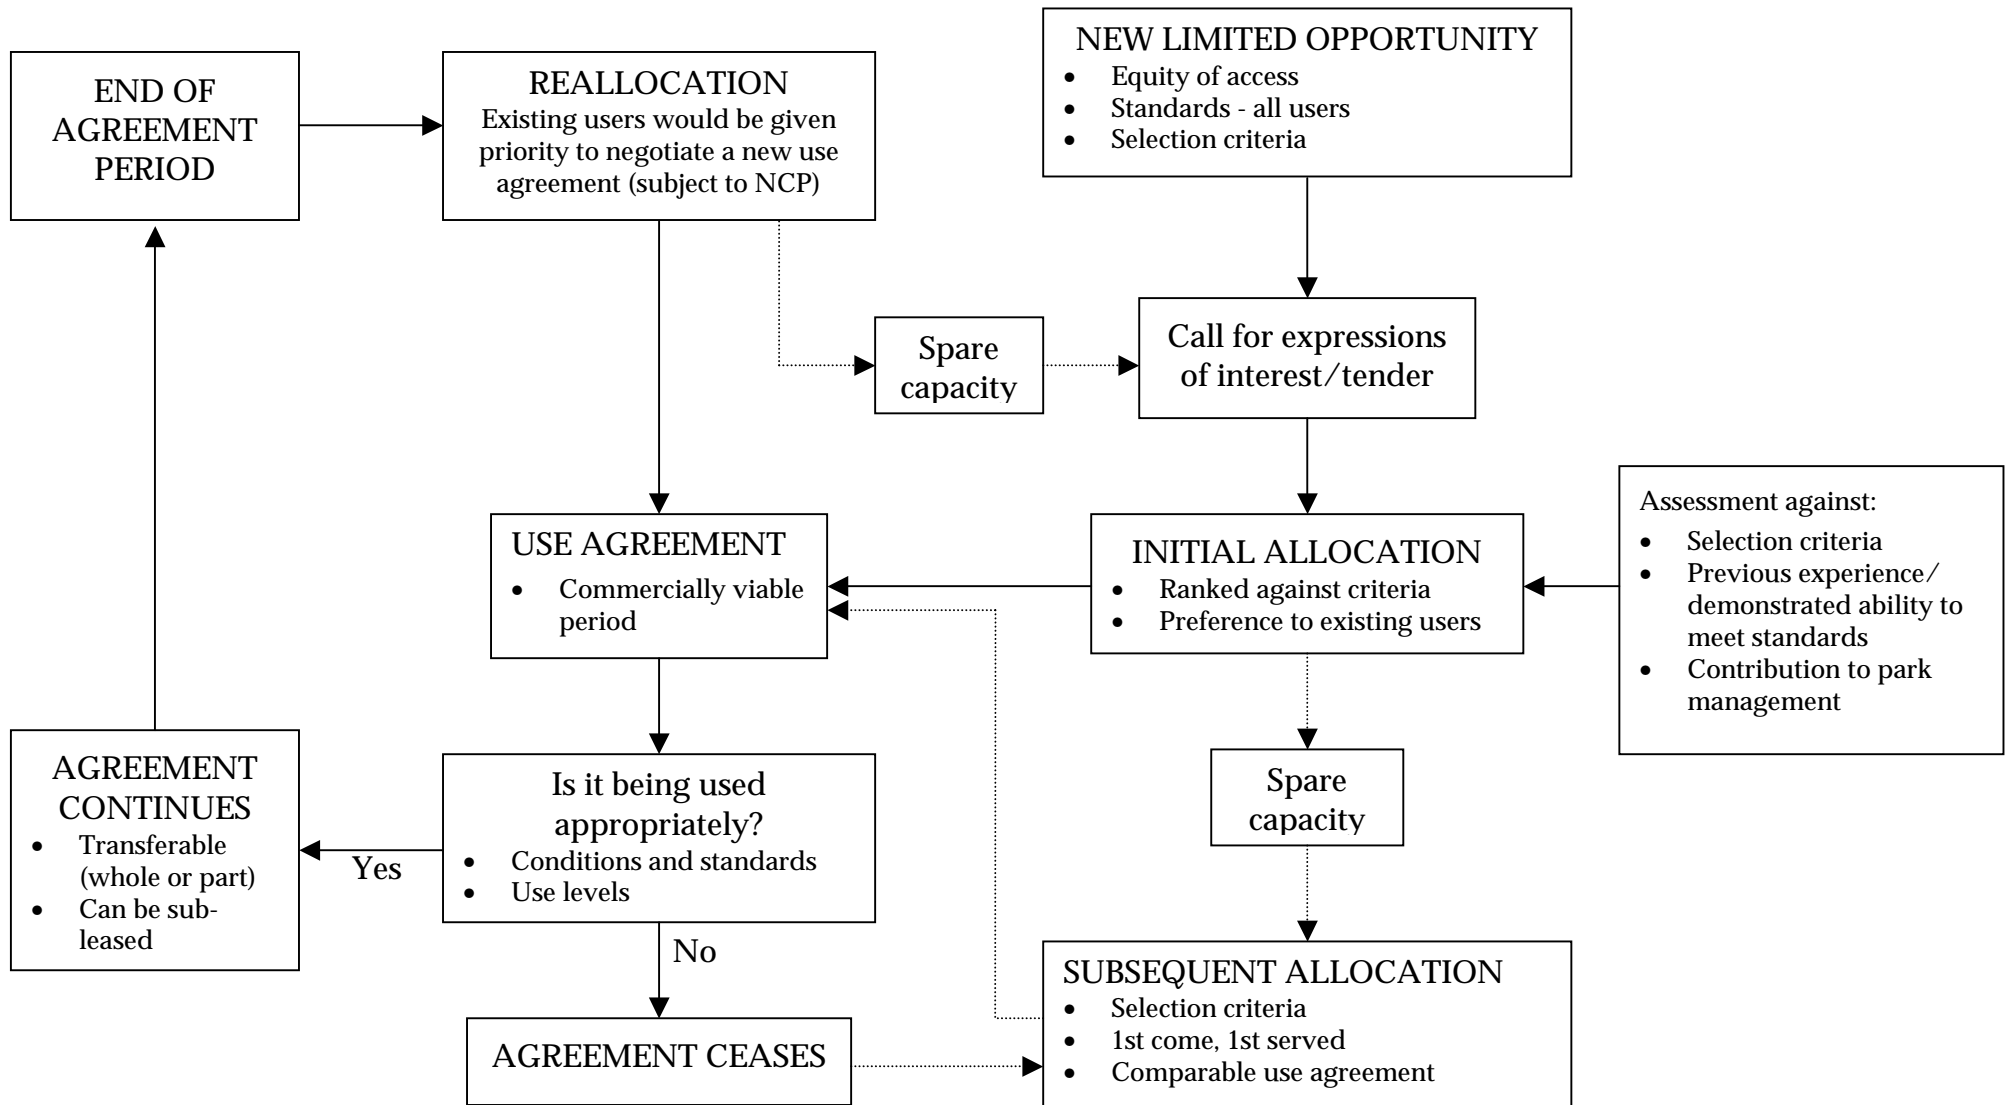 END OF
AGREEMENT
PERIOD
REALLOCATION
Existing users would be given
priority to negotiate a new use
agreement (subject to NCP)
NEW LIMITED OPPORTUNITY
• Equity of access
• Standards - all users
• Selection criteria
Spare
capacity
Call for expressions
of interest/tender
USE AGREEMENT
• Commercially viable
period
INITIAL ALLOCATION
• Ranked against criteria
• Preference to existing users
Assessment against:
• Selection criteria
• Previous experience/
demonstrated ability to
meet standards
• Contribution to park
management
AGREEMENT
CONTINUES
• Transferable
(whole or part)
• Can be sub-
leased
Yes
Is it being used
appropriately?
• Conditions and standards
• Use levels
No
Spare
capacity
AGREEMENT CEASES
SUBSEQUENT ALLOCATION
• Selection criteria
• 1st come, 1st served
• Comparable use agreement